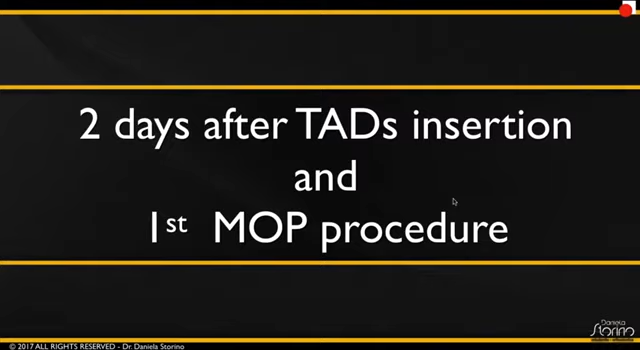 2 days after TADs insertion
and
1st MOP procedure
Daniela
Storino
© 2017 ALL RIGHTS RESERVED - Dr. Daniela Storino